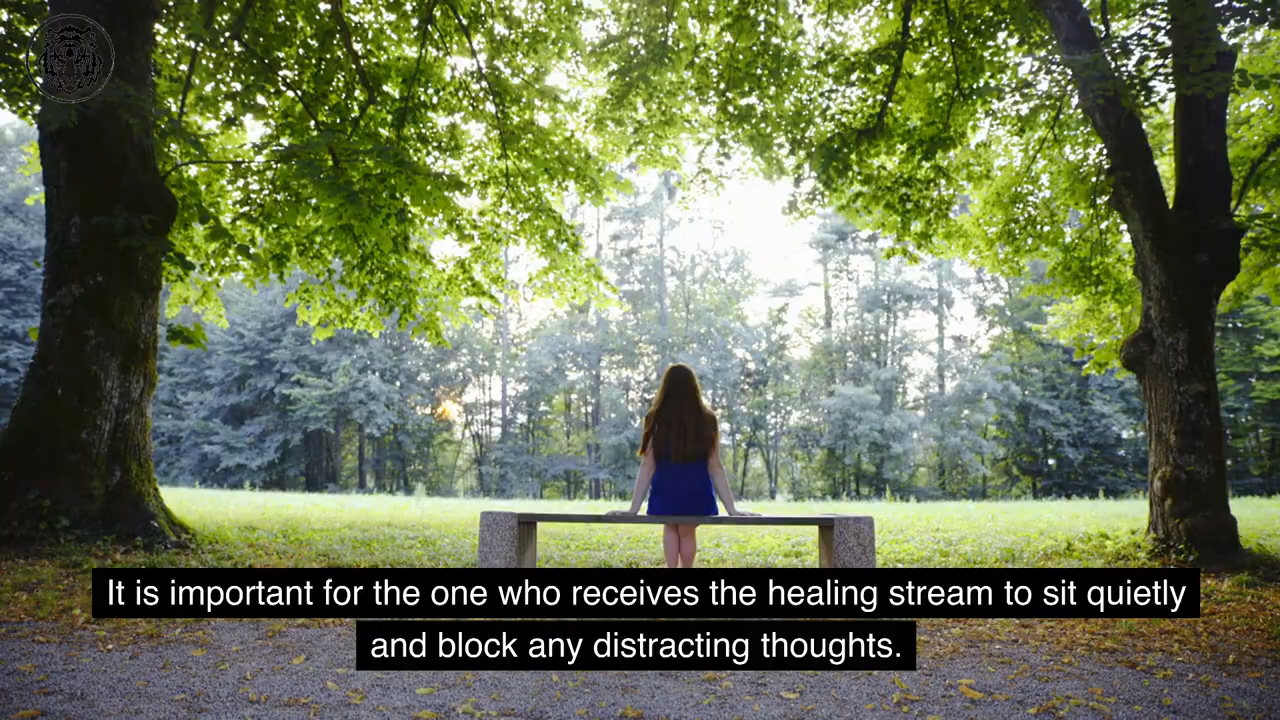 It is important for the one who receives the healing stream to sit quietly
and block any distracting thoughts.